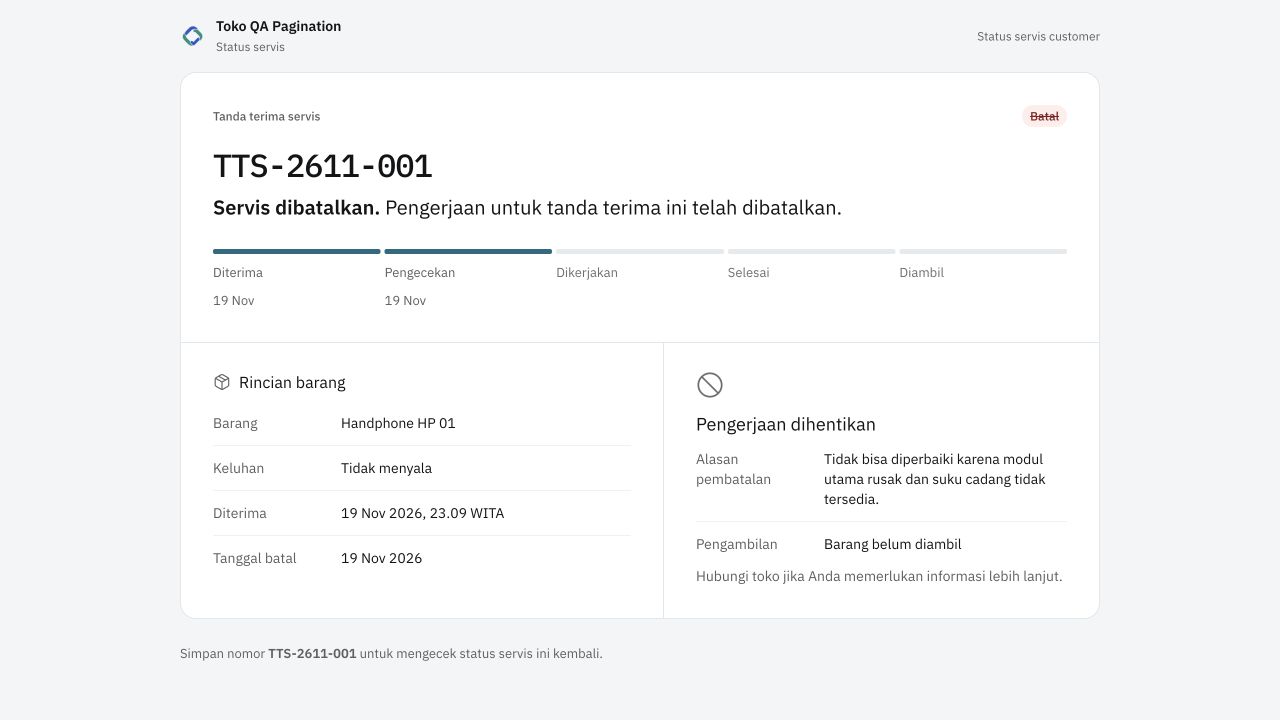 Toko QA Pagination
Status servis
Status servis customer
Tanda terima servis
Batal
TTS-2611-001
Servis dibatalkan. Pengerjaan untuk tanda terima ini telah dibatalkan.
Diterima
19 Nov
Pengecekan
19 Nov
Dikerjakan
Selesai
Diambil
Rincian barang
Barang
Handphone HP 01
Keluhan
Tidak menyala
Diterima
19 Nov 2026, 23.09 WITA
Tanggal batal
19 Nov 2026
Pengerjaan dihentikan
Alasan
pembatalan
Tidak bisa diperbaiki karena modul
utama rusak dan suku cadang tidak
tersedia.
Pengambilan
Barang belum diambil
Hubungi toko jika Anda memerlukan informasi lebih lanjut.
Simpan nomor TTS-2611-001 untuk mengecek status servis ini kembali.